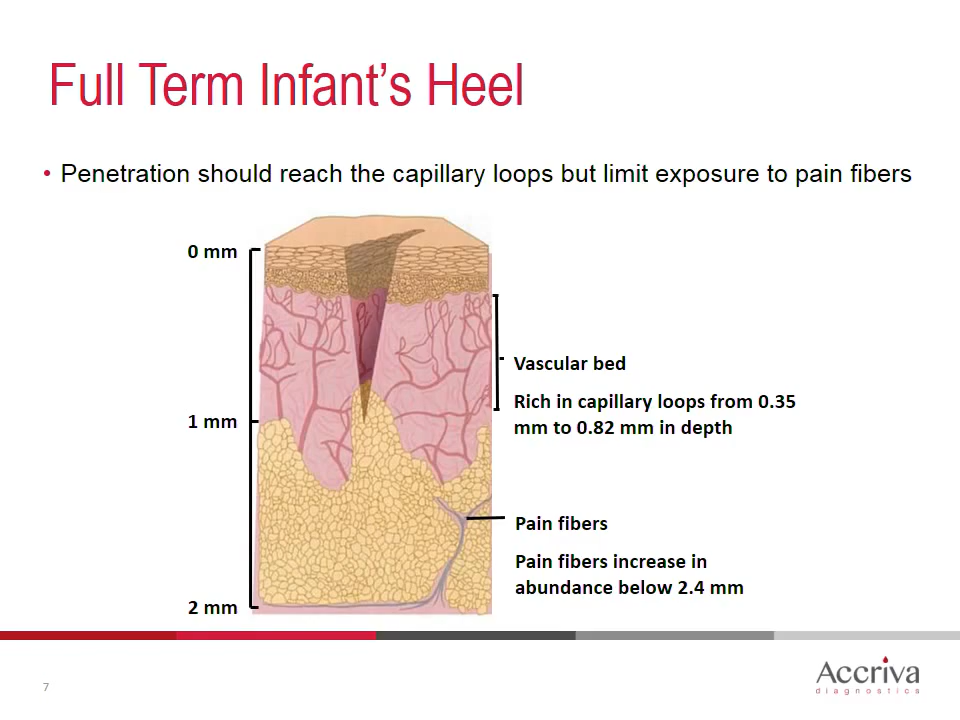 Full Term Infant’s Heel
• Penetration should reach the capillary loops but limit exposure to pain fibers
0 mm
Vascular bed
Rich in capillary loops from 0.35
mm to 0.82 mm in depth
1 mm
Pain fibers
Pain fibers increase in
abundance below 2.4 mm
2 mm
7
Accriva
diagnostics